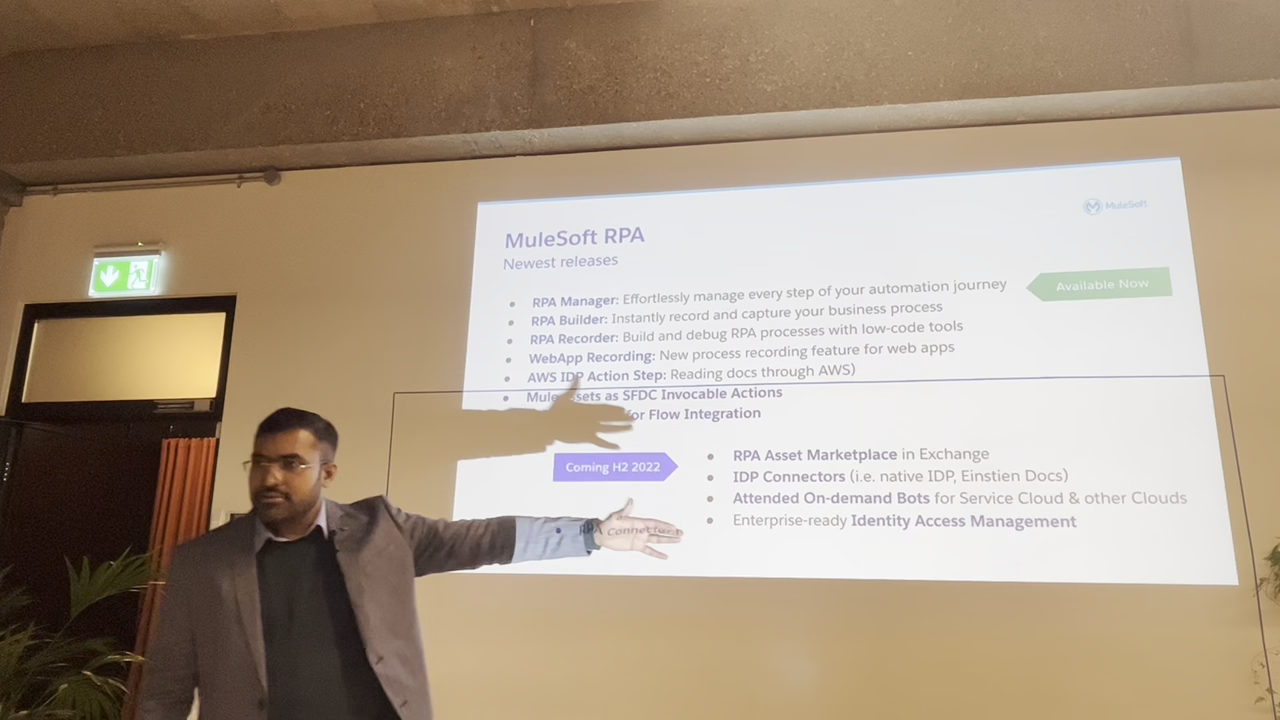 MuleSoft
MuleSoft RPA
Newest releases
RPA Manager: Effortlessly manage every step of your automation journey
Available Now
RPA Builder: Instantly record and capture your business process
RPA Recorder: Build and debug RPA processes with low-code tools
WebApp Recording: New process recording feature for web apps
AWS IDP Action Step: Reading docs through AWS)
Mule Assets as SFDC Invocable Actions
RPA Connector for Flow Integration
Coming H2 2022
RPA Asset Marketplace in Exchange
IDP Connectors (i.e. native IDP, Einstien Docs)
Attended On-demand Bots for Service Cloud & other Clouds
Enterprise-ready Identity Access Management